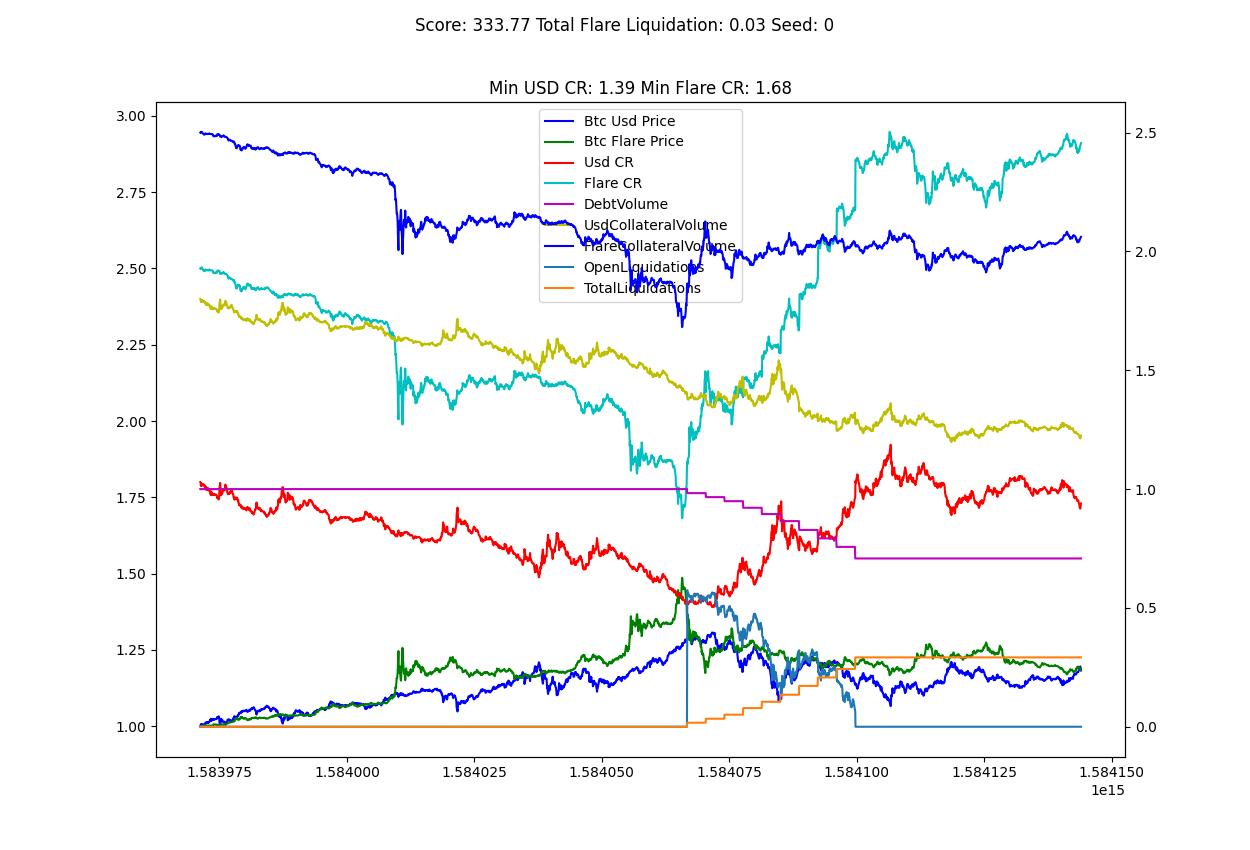 Score: 333.77 Total Flare Liquidation: 0.03 Seed: 0
Min USD CR: 1.39 Min Flare CR: 1.68
3.00
2.75
2.50
2.25
2.00
1.75
1.50
1.25
1.00
Btc Usd Price
Btc Flare Price
Usd CR
Flare CR
DebtVolume
UsdCollateralVolume
FlareCollateralVolume
OpenLiquidations
TotalLiquidations
2.5
2.0
1.5
1.0
0.5
0.0
1.583975 1.584000 1.584025 1.584050 1.584075 1.584100 1.584125 1.584150
1e15